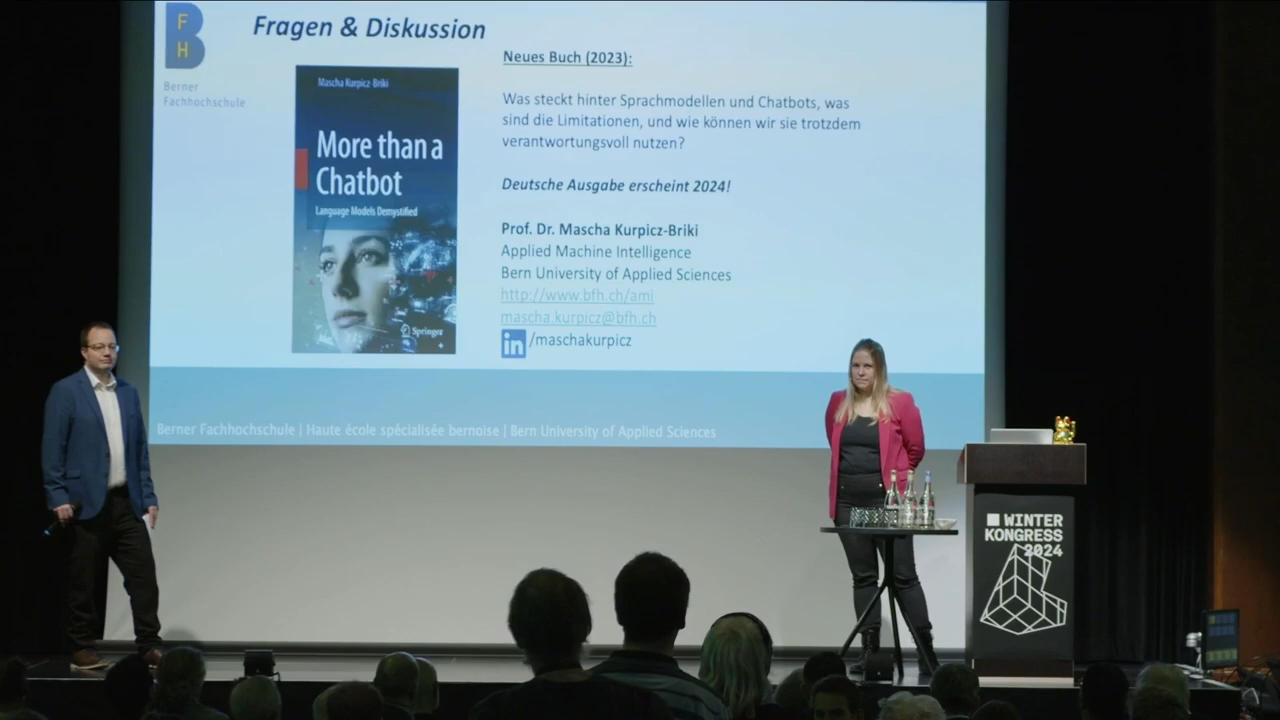 B
F
H
Berner
Fachhochschule
Fragen & Diskussion
Mascha Kurpicz-Briki
More than a
Chatbot
Language Models Demystified
Springer
Neues Buch (2023):
Was steckt hinter Sprachmodellen und Chatbots, was
sind die Limitationen, und wie können wir sie trotzdem
verantwortungsvoll nutzen?
Deutsche Ausgabe erscheint 2024!
Prof. Dr. Mascha Kurpicz-Briki
Applied Machine Intelligence
Bern University of Applied Sciences
http://www.bfh.ch/ami
mascha.kurpicz@bfh.ch
in /maschakurpicz
Berner Fachhochschule | Haute école spécialisée bernoise | Bern University of Applied Sciences
WINTER
KONGRESS
2024